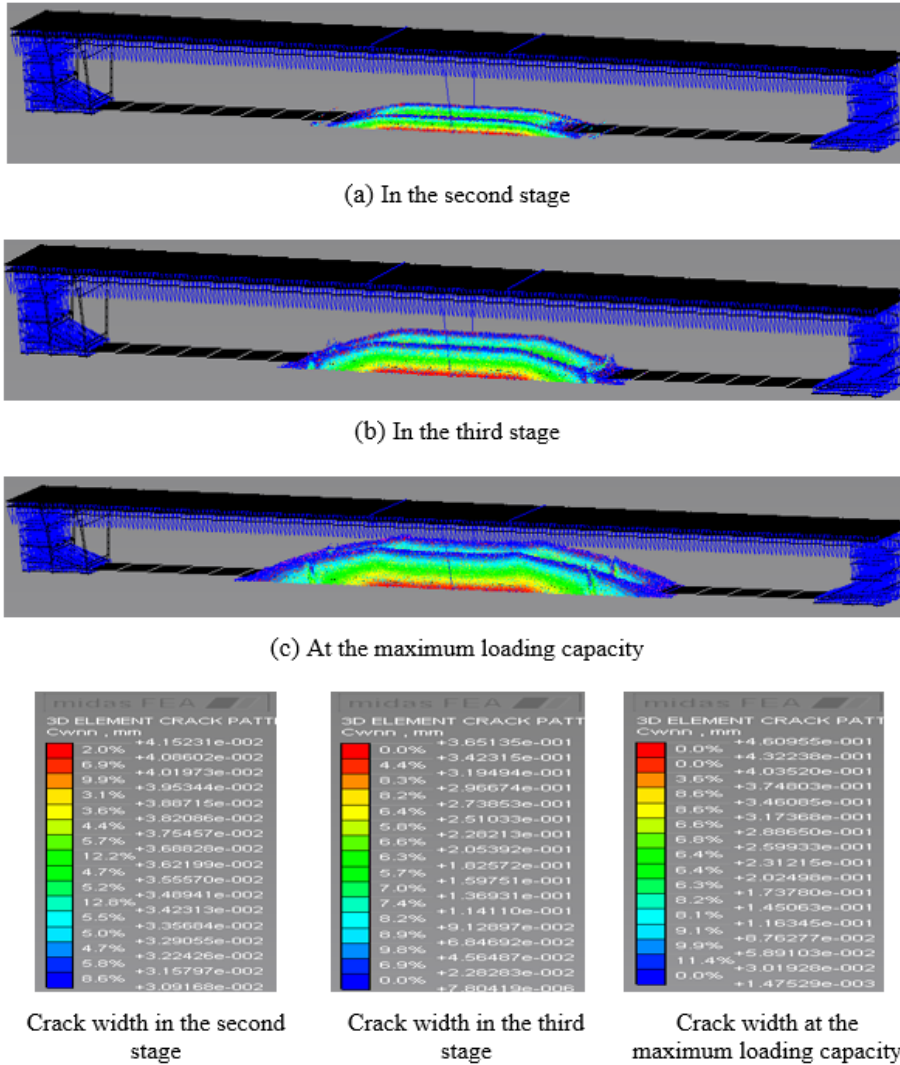 (a) In the second stage
(b) In the third stage
(c) At the maximum loading capacity
midas FEA
3D ELEMENT CRACK PATT
Cwnn , mm
+4.15231e-002
2.0%
+4.08602e-002
6.9%
+4.01973e-002
9.9%
+3.95344e-002
3.1%
+3.88715e-002
3.6%
+3.82086e-002
4.4%
+3.75457e-002
5.7%
+3.68828e-002
12.2%
+3.62199e-002
4.7%
+3.55570e-002
5.2%
+3.48941e-002
12.8%
+3.42313e-002
5.5%
+3.35684e-002
5.0%
+3.29055e-002
4.7%
+3.22426e-002
5.8%
+3.15797e-002
8.6%
+3.09168e-002
midas FEA
3D ELEMENT CRACK PATT
Cwnn , mm
+3.65135e-001
0.0%
+3.42315e-001
4.4%
+3.19494e-001
8.3%
+2.96674e-001
8.2%
+2.73853e-001
6.4%
+2.51033e-001
5.8%
+2.28213e-001
6.6%
+2.05392e-001
6.3%
+1.82572e-001
5.7%
+1.59751e-001
7.0%
+1.36931e-001
7.4%
+1.14110e-001
8.2%
+9.12897e-002
8.9%
+6.84692e-002
9.8%
+4.56487e-002
6.9%
+2.28283e-002
0.0%
+7.80419e-006
midas FEA
3D ELEMENT CRACK PATT
Cwnn , mm
+4.60955e-001
0.0%
+4.32238e-001
0.0%
+4.03520e-001
3.6%
+3.74803e-001
8.6%
+3.46085e-001
8.6%
+3.17368e-001
6.6%
+2.88650e-001
6.8%
+2.59933e-001
6.4%
+2.31215e-001
6.4%
+2.02498e-001
6.3%
+1.73780e-001
8.2%
+1.45063e-001
8.1%
+1.16345e-001
9.1%
+8.76277e-002
9.9%
+5.89103e-002
11.4%
+3.01928e-002
0.0%
+1.47529e-003
Crack width in the second
stage
Crack width in the third
stage
Crack width at the
maximum loading capacity